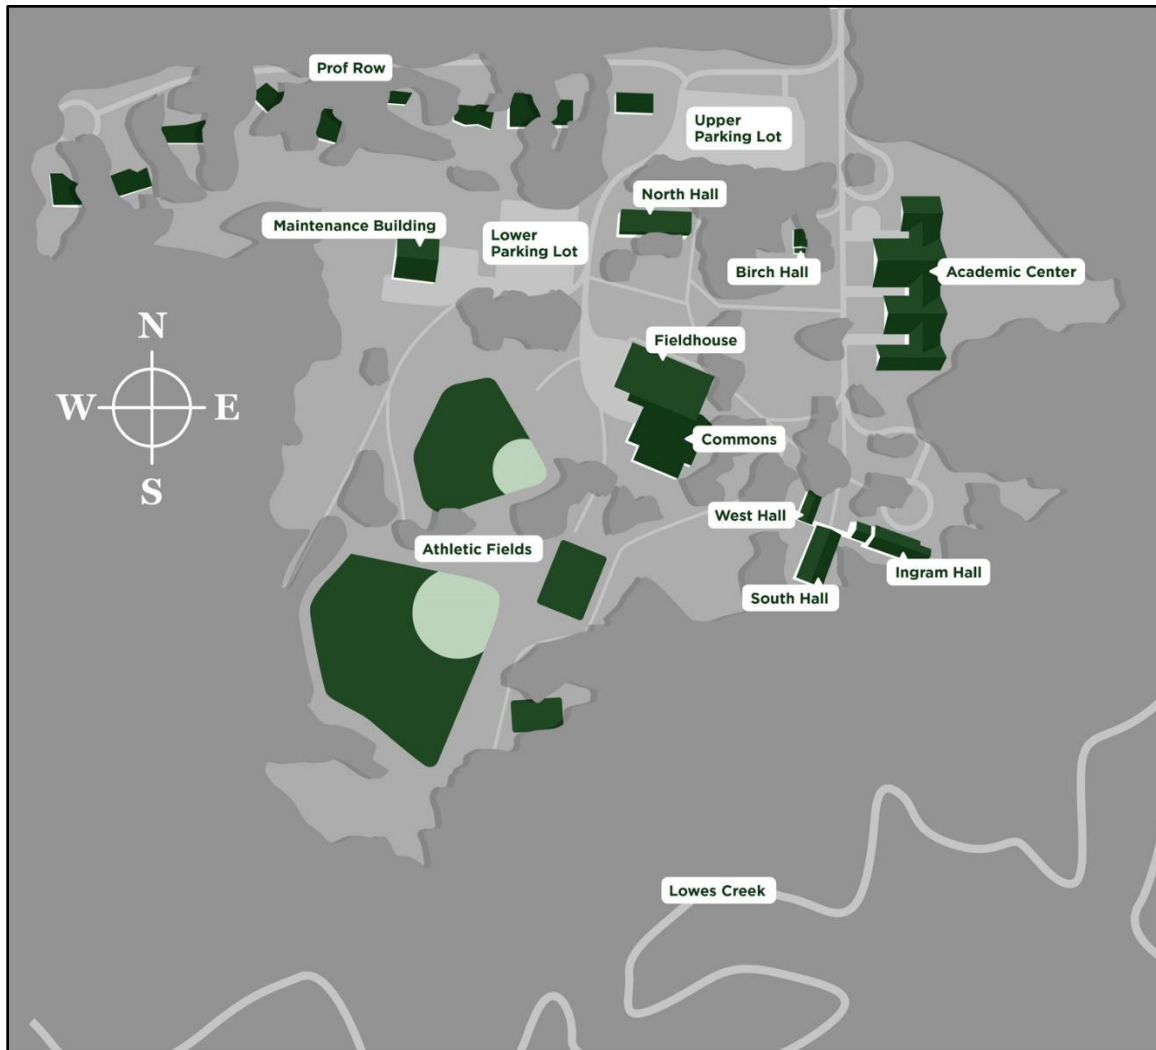 Prof Row
Upper
Parking Lot
North Hall
Maintenance Building
Lower
Parking Lot
Birch Hall
Academic Center
N
W E
S
Fieldhouse
Commons
West Hall
Athletic Fields
Ingram Hall
South Hall
Lowes Creek